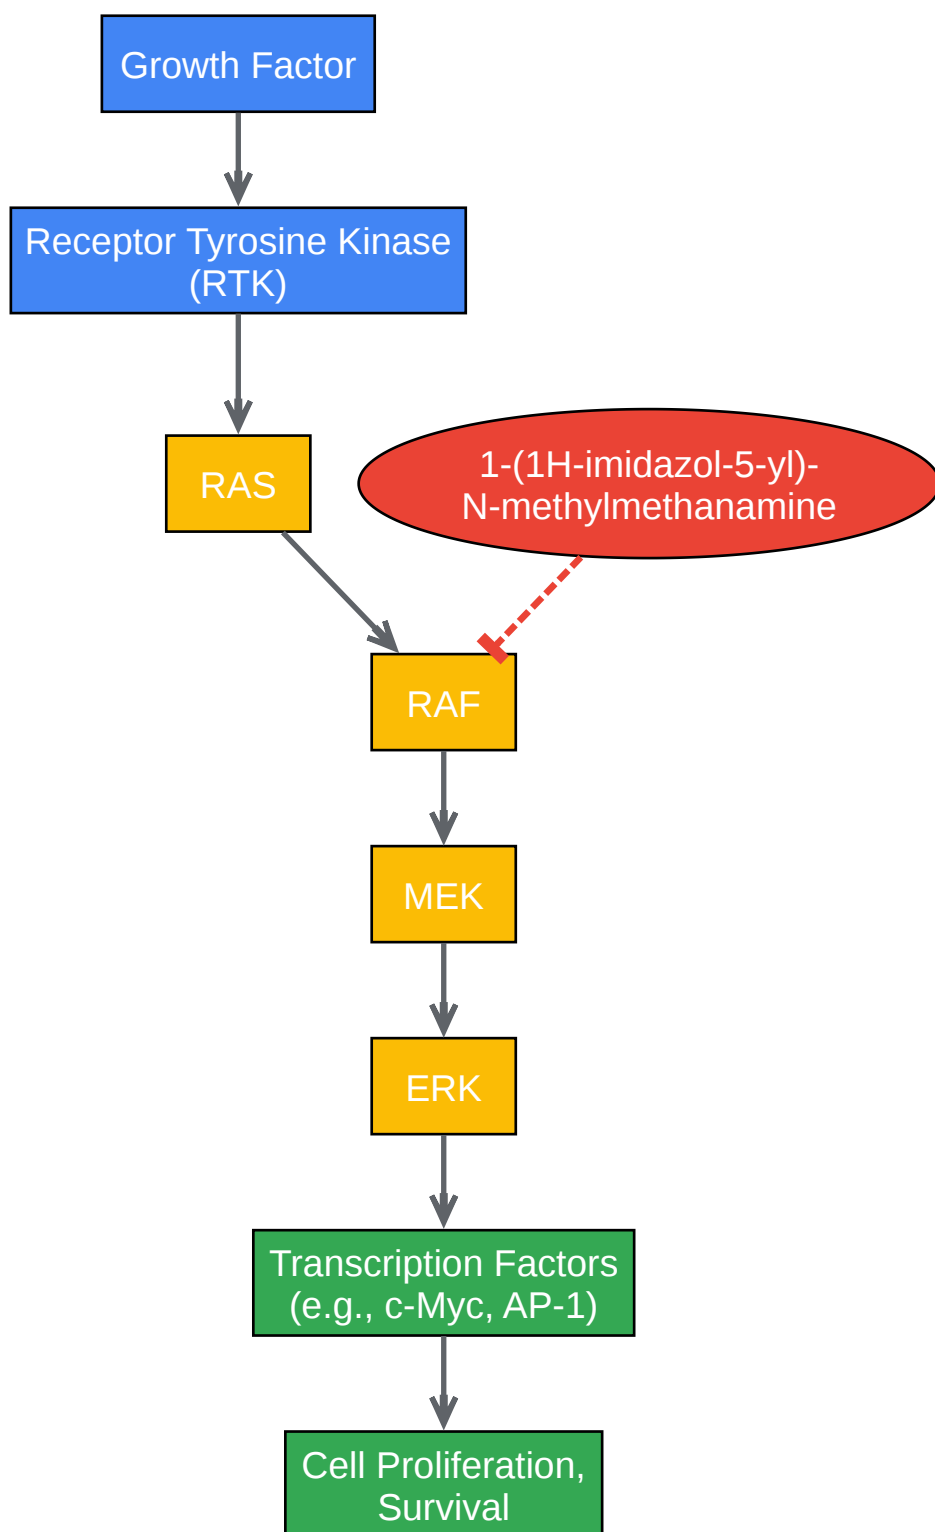 Growth Factor
Receptor Tyrosine Kinase
(RTK)
RAS
1-(1H-imidazol-5-yl)-
N-methylmethanamine
RAF
MEK
ERK
Transcription Factors
(e.g., c-Myc, AP-1)
Cell Proliferation,
Survival